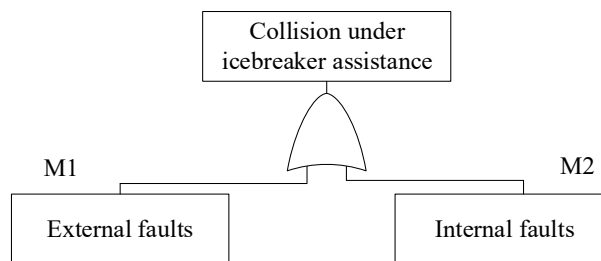 Collision under
icebreaker assistance
M1
M2
External faults
Internal faults